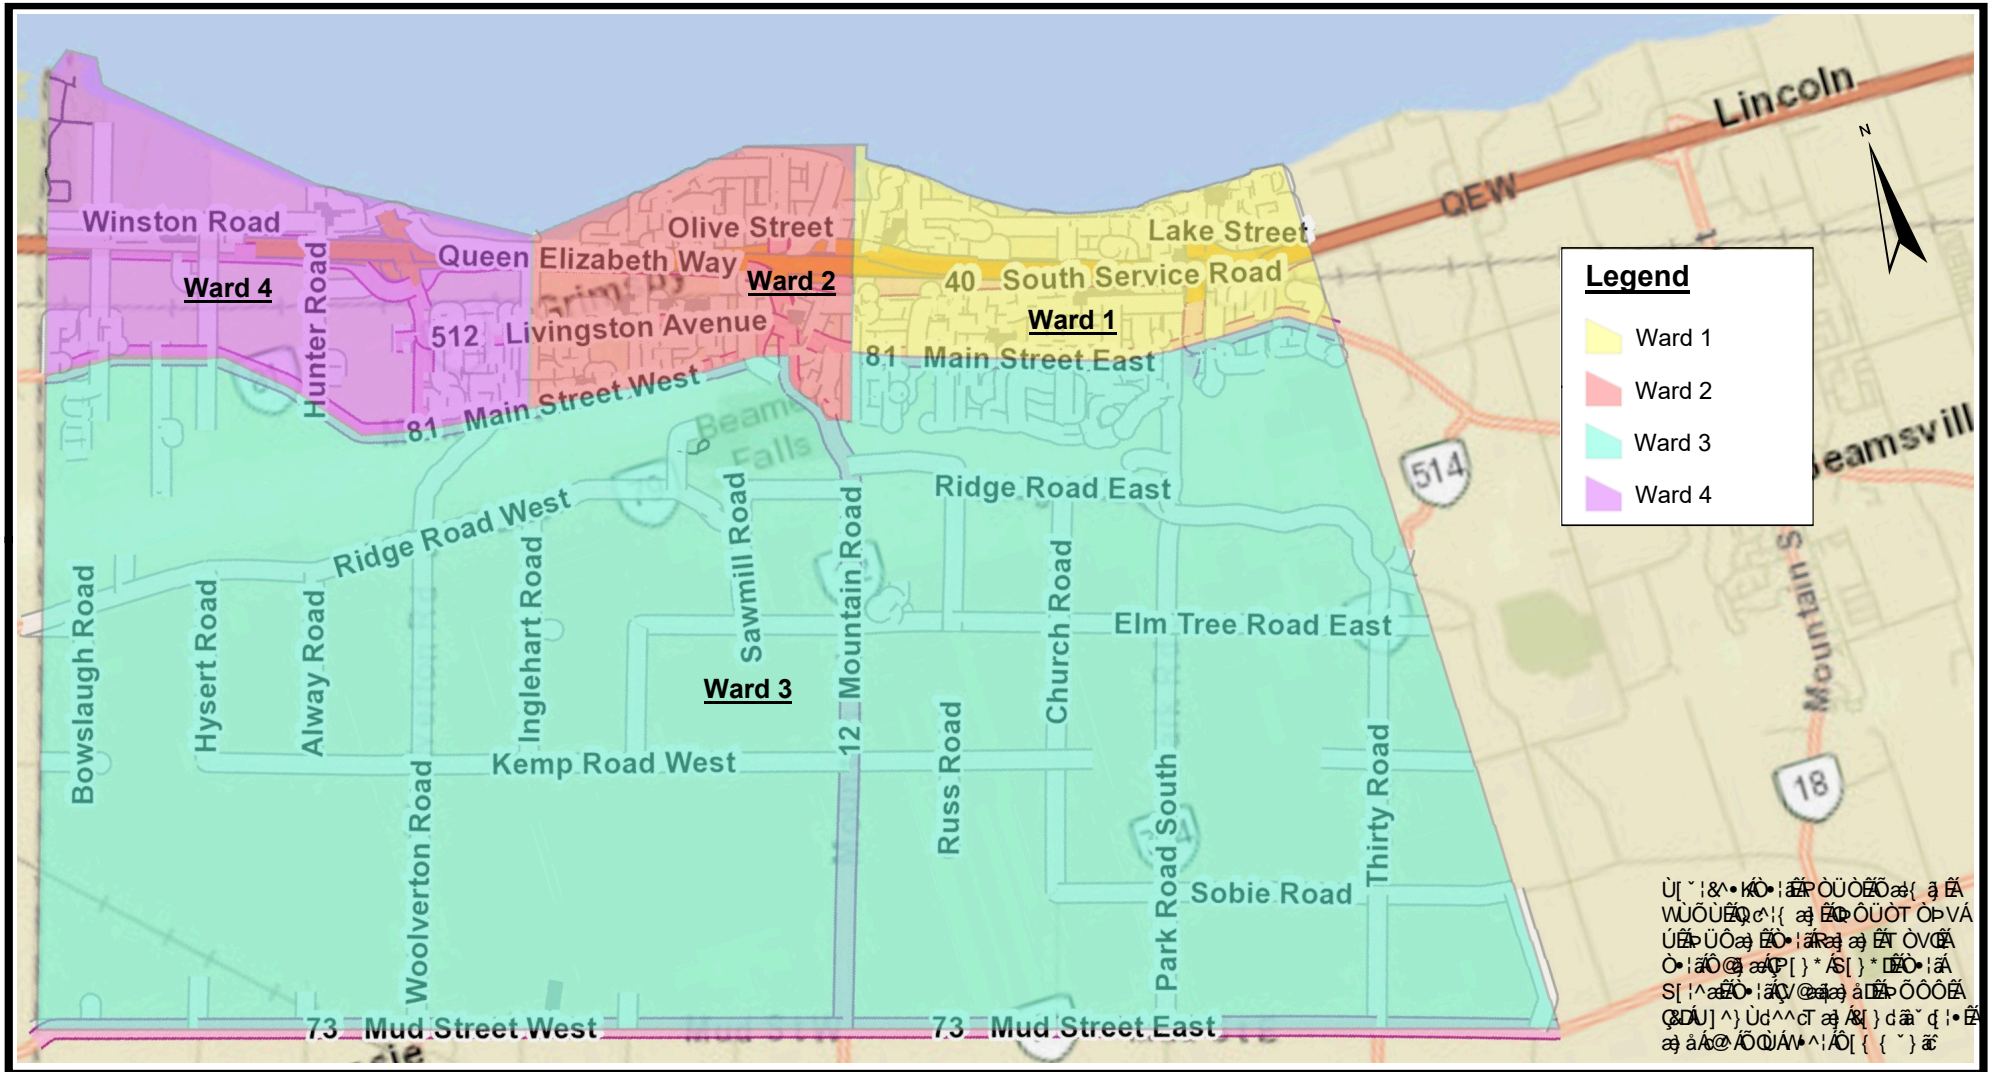 Lincoln
N
QEW
Winston Road
Olive Street
Lake Street
Queen Elizabeth Way
Ward 4
Ward 2
40 South Service Road
Legend
Grimsby
Hunter Road
512 Livingston Avenue
Ward 1
Ward 1
81 Main Street East
81 Main Street West
Ward 2
Beamer
Falls
Ward 3
Ward 4
514
Ridge Road West
Ridge Road East
Sawmill Road
Mountain S
Bowslaugh Road
Hysert Road
Alway Road
Inglehart Road
12 Mountain Road
Church Road
Elm Tree Road East
Ward 3
Kemp Road West
Woolverton Road
Russ Road
Park Road South
Thirty Road
18
Sobie Road
73 Mud Street West
73 Mud Street East